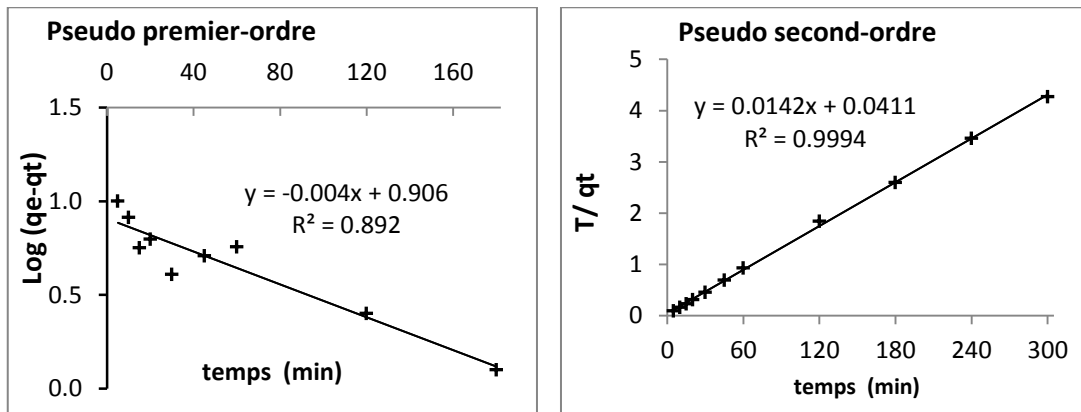 Pseudo premier-ordre
0 40 80 120 160
1.5
1.0
0.5
0.0
Log (qe-qt)
y = -0.004x + 0.906
R² = 0.892
temps (min)
Pseudo second-ordre
5
4
3
2
1
0
T/ qt
y = 0.0142x + 0.0411
R² = 0.9994
0 60 120 180 240 300
temps (min)